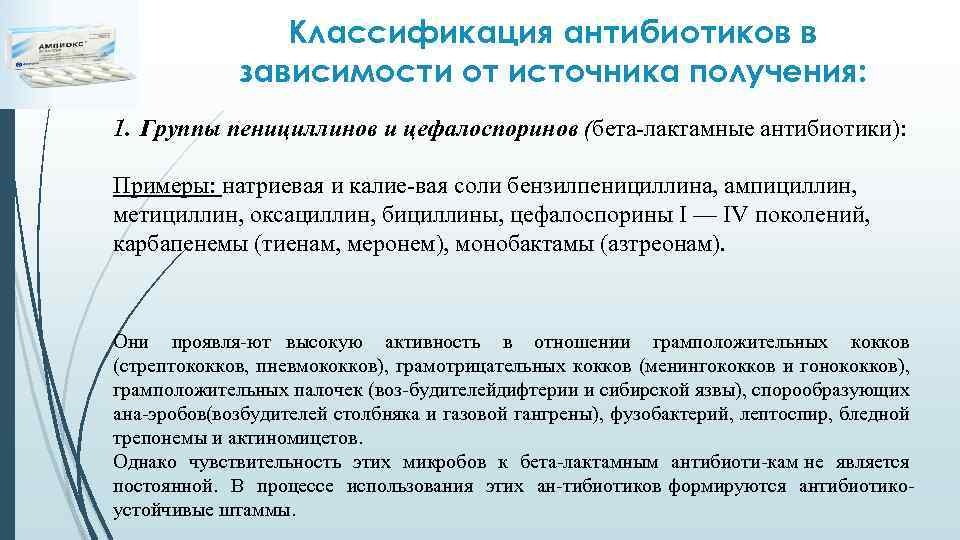 АМПИОКС
Классификация антибиотиков в
зависимости от источника получения:
1. Группы пенициллинов и цефалоспоринов (бета-лактамные антибиотики):
Примеры: натриевая и калие-вая соли бензилпенициллина, ампициллин,
метициллин, оксациллин, бициллины, цефалоспорины I — IV поколений,
карбапенемы (тиенам, меронем), монобактамы (азтреонам).
Они проявля-ют высокую активность в отношении грамположительных кокков
(стрептококков, пневмококков), грамотрицательных кокков (менингококков и гонококков),
грамположительных палочек (воз-будителейдифтерии и сибирской язвы), спорообразующих
ана-эробов(возбудителей столбняка и газовой гангрены), фузобактерий, лептоспир, бледной
трепонемы и актиномицетов.
Однако чувствительность этих микробов к бета-лактамным антибиоти-кам не является
постоянной. В процессе использования этих ан-тибиотиков формируются антибиотико-
устойчивые штаммы.